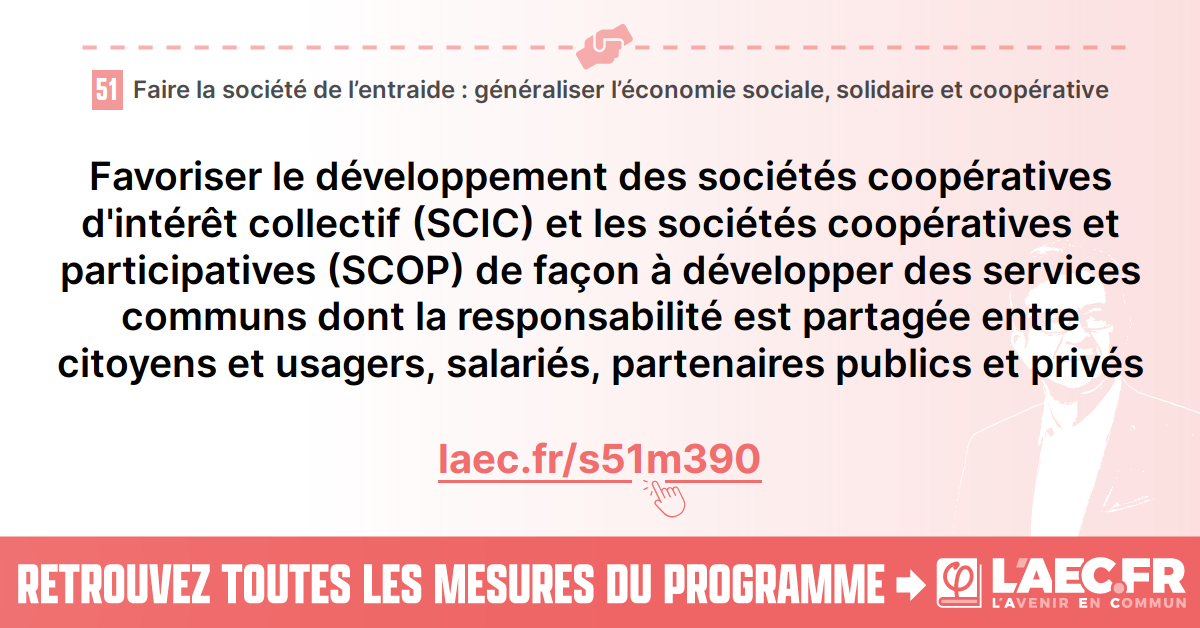 51 Faire la société de l’entraide : généraliser l’économie sociale, solidaire et coopérative
Favoriser le développement des sociétés coopératives
d'intérêt collectif (SCIC) et les sociétés coopératives et
participatives (SCOP) de façon à développer des services
communs dont la responsabilité est partagée entre
citoyens et usagers, salariés, partenaires publics et privés
laec.fr/s51m390
RETROUVEZ TOUTES LES MESURES DU PROGRAMME
φ L'AEC.FR
L'AVENIR EN COMMUN